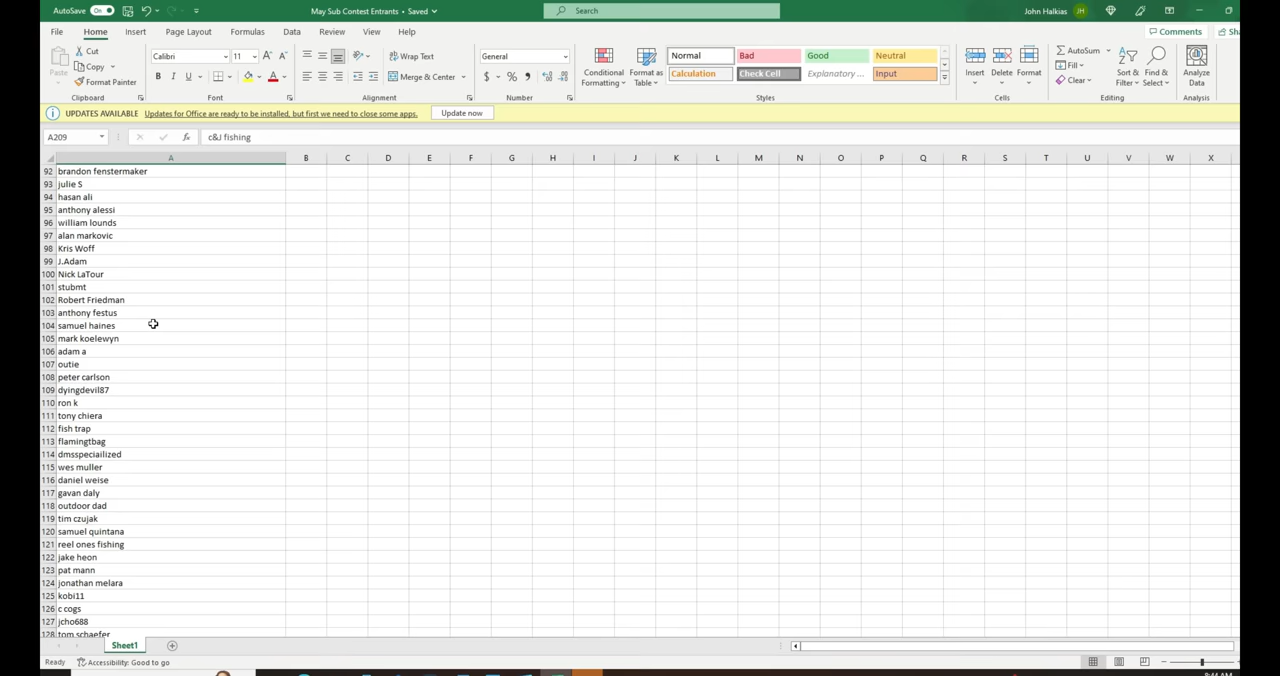 AutoSave On May Sub Contest Entrants • Saved Search John Halkias JH
File Home Insert Page Layout Formulas Data Review View Help Comments
Paste Cut Copy Format Painter Clipboard
Calibri 11 A A B I U A Font
Wrap Text Merge & Center Alignment
General $ % Number
Conditional Formatting Format as Table
Normal Bad Good Neutral
Calculation Check Cell Explanatory ... Input
Styles
Insert Delete Format Cells
AutoSum Fill Clear Sort & Filter Find & Select Editing
Analyze Data Analysis
UPDATES AVAILABLE Updates for Office are ready to be installed, but first we need to close some apps. Update now
A209 fx c&J fishing
A B C D E F G H I J K L M N O P Q R S T U V W X
92 brandon fenstermaker
93 julie S
94 hasan ali
95 anthony alessi
96 william lounds
97 alan markovic
98 Kris Woff
99 J.Adam
100 Nick LaTour
101 stubmt
102 Robert Friedman
103 anthony festus
104 samuel haines
105 mark koelewyn
106 adam a
107 outie
108 peter carlson
109 dyingdevil87
110 ron k
111 tony chiera
112 fish trap
113 flamingtbag
114 dmsspeciailized
115 wes muller
116 daniel weise
117 gavan daly
118 outdoor dad
119 tim czujak
120 samuel quintana
121 reel ones fishing
122 jake heon
123 pat mann
124 jonathan melara
125 kobi11
126 c cogs
127 jcho688
128 tom schaefer
Sheet1
Ready Accessibility: Good to go